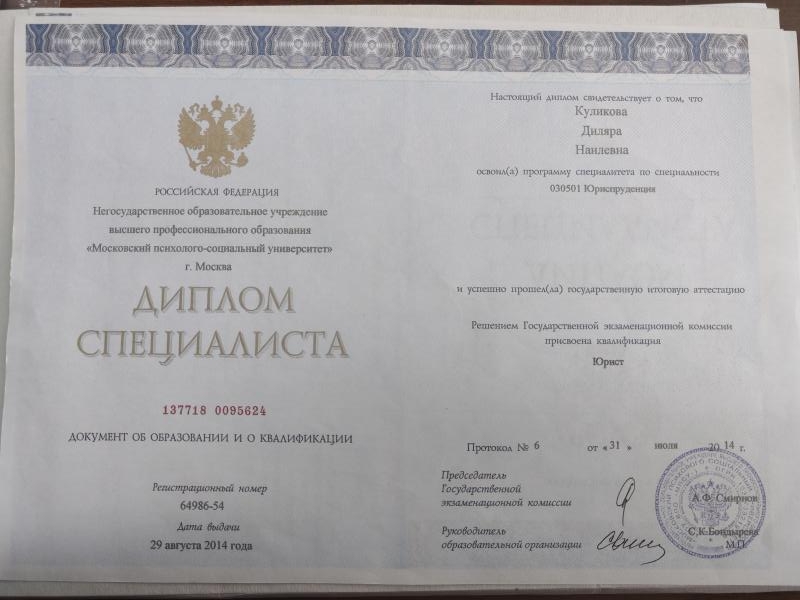 РОССИЙСКАЯ ФЕДЕРАЦИЯ
Негосударственное образовательное учреждение
высшего профессионального образования
«Московский психолого-социальный университет»
г. Москва
ДИПЛОМ
СПЕЦИАЛИСТА
137718 0095624
ДОКУМЕНТ ОБ ОБРАЗОВАНИИ И О КВАЛИФИКАЦИИ
Регистрационный номер
64986-54
Дата выдачи
29 августа 2014 года
Настоящий диплом свидетельствует о том, что
Куликова
Диляра
Наилевна
освоил(а) программу специалитета по специальности
030501 Юриспруденция
и успешно прошел(ла) государственную итоговую аттестацию
Решением Государственной экзаменационной комиссии
присвоена квалификация
Юрист
Протокол № 6 от «31» июля 2014 г.
Председатель
Государственной
экзаменационной комиссии
А.Ф. Смирнов
Руководитель
образовательной организации
С.К. Бондырева
М.П.